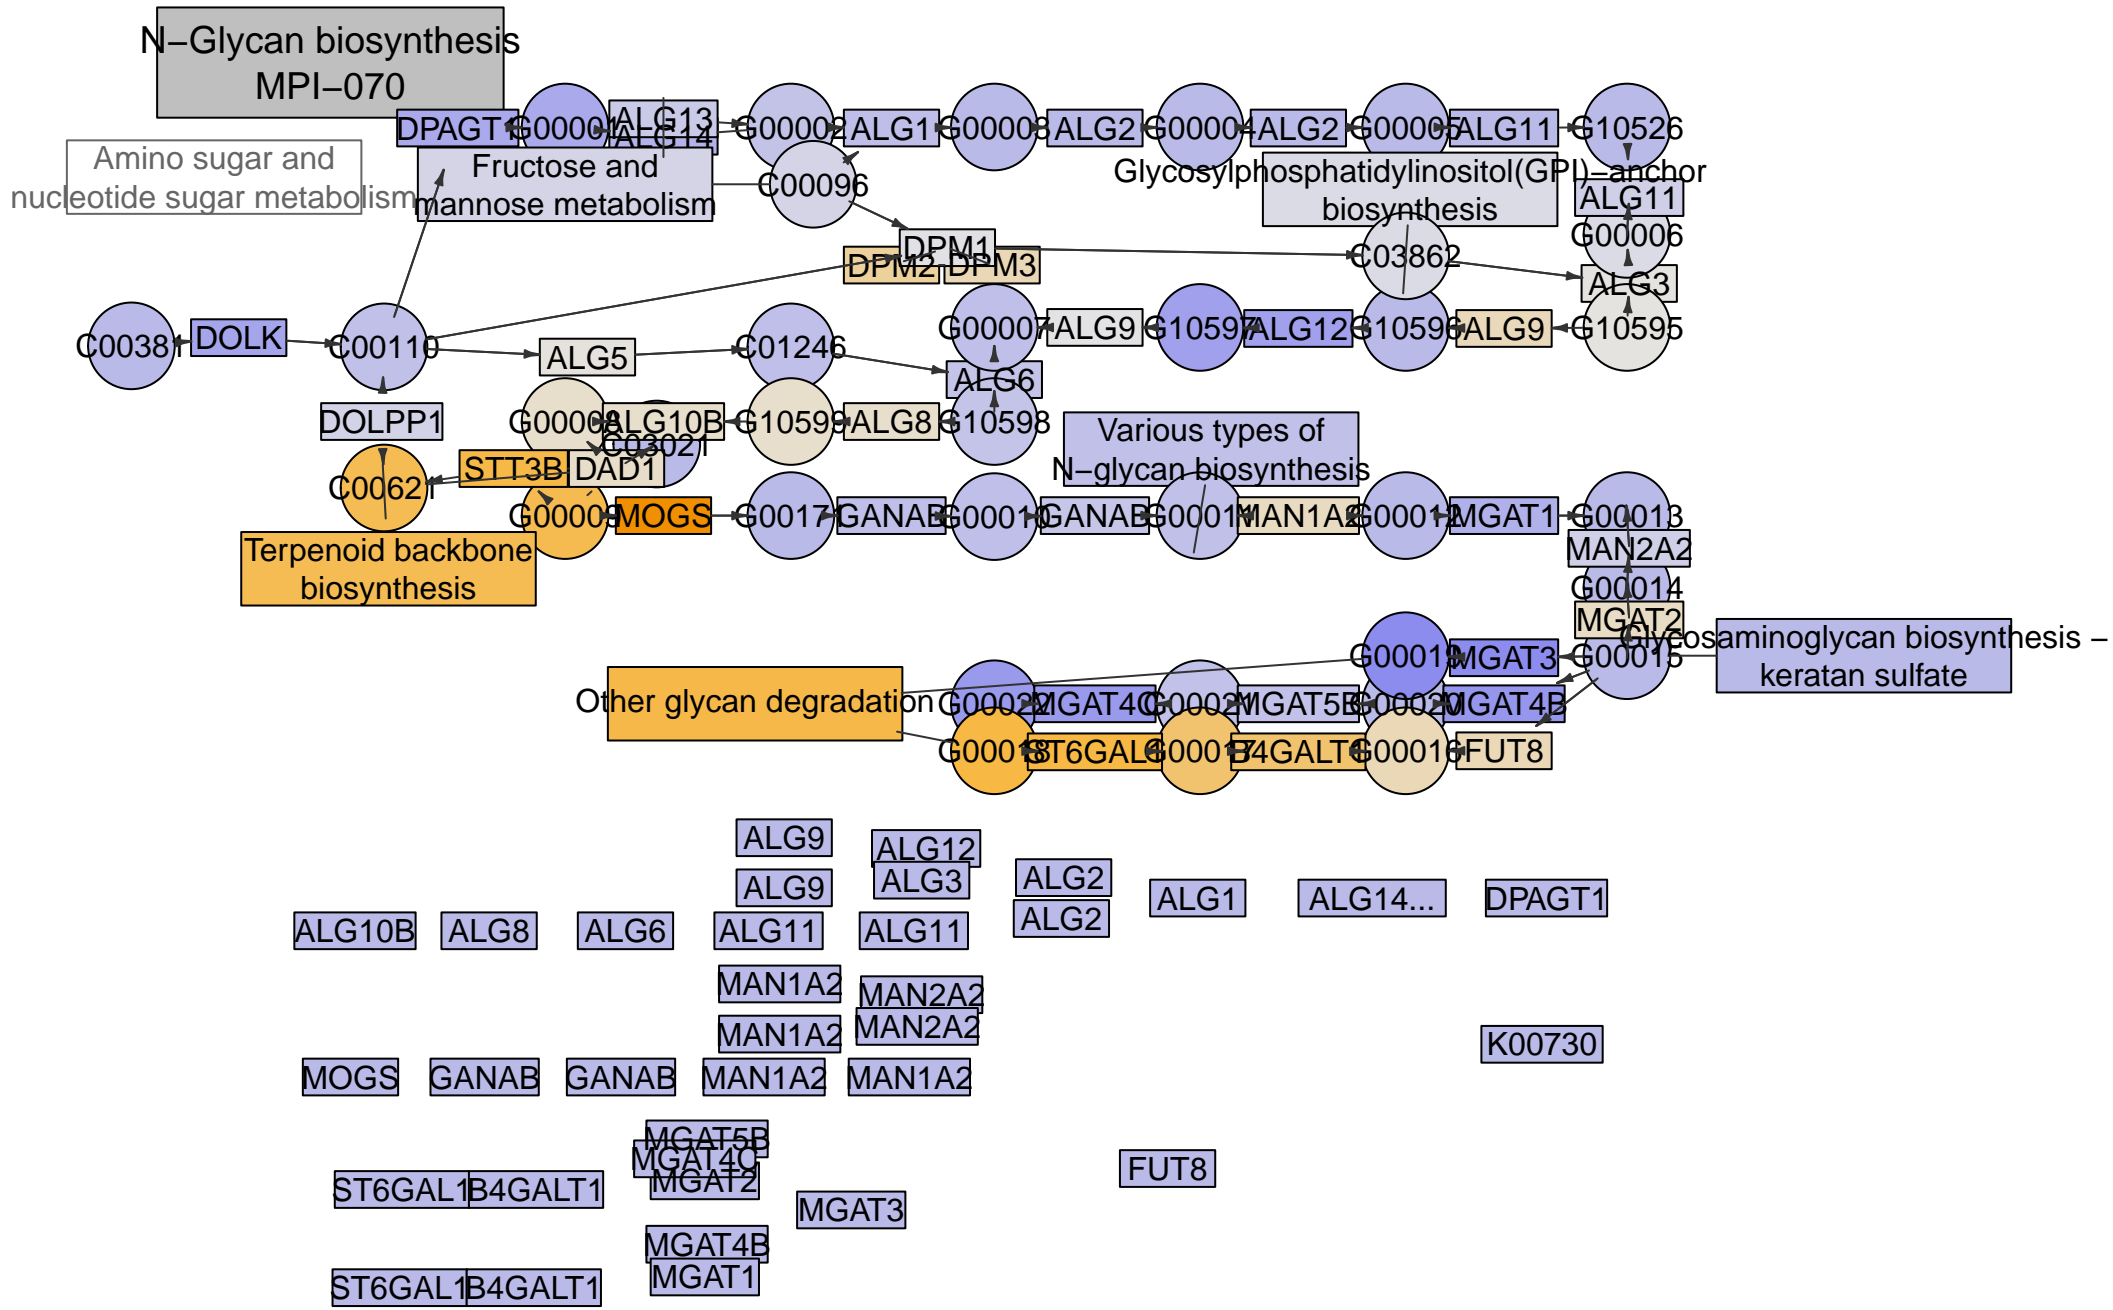 N−Glycan biosynthesis
MPI−070
DPAGT1
G00001
ALG13
ALG14
G00002
ALG1
G00003
ALG2
G00004
ALG2
G00005
ALG11
G10526
Amino sugar and
nucleotide sugar metabolism
Fructose and
mannose metabolism
C00096
Glycosylphosphatidylinositol(GPI)−anchor
biosynthesis
ALG11
G00006
DPM1
DPM2
DPM3
C03862
ALG3
C00381
DOLK
C00110
ALG5
C01246
G00007
ALG9
G10597
ALG12
G10596
ALG9
G10595
ALG6
DOLPP1
G00008
ALG10B
C03021
G10599
ALG8
G10598
Various types of
N−glycan biosynthesis
C00621
STT3B
DAD1
G00009
MOGS
G00171
GANAB
G00010
GANAB
G00011
MAN1A2
G00012
MGAT1
G00013
MAN2A2
G00014
MGAT2
Terpenoid backbone
biosynthesis
G00019
MGAT3
G00015
Glycosaminoglycan biosynthesis −
keratan sulfate
Other glycan degradation
G00022
MGAT4C
G00021
MGAT5B
G00020
MGAT4B
G00018
ST6GAL1
G00017
B4GALT1
G00016
FUT8
ALG9
ALG12
ALG9
ALG3
ALG2
ALG2
ALG1
ALG14...
DPAGT1
ALG10B
ALG8
ALG6
ALG11
ALG11
MAN1A2
MAN2A2
MAN1A2
MAN2A2
K00730
MOGS
GANAB
GANAB
MAN1A2
MAN1A2
MGAT5B
MGAT4C
MGAT2
FUT8
ST6GAL1
B4GALT1
MGAT3
MGAT4B
MGAT1
ST6GAL1
B4GALT1